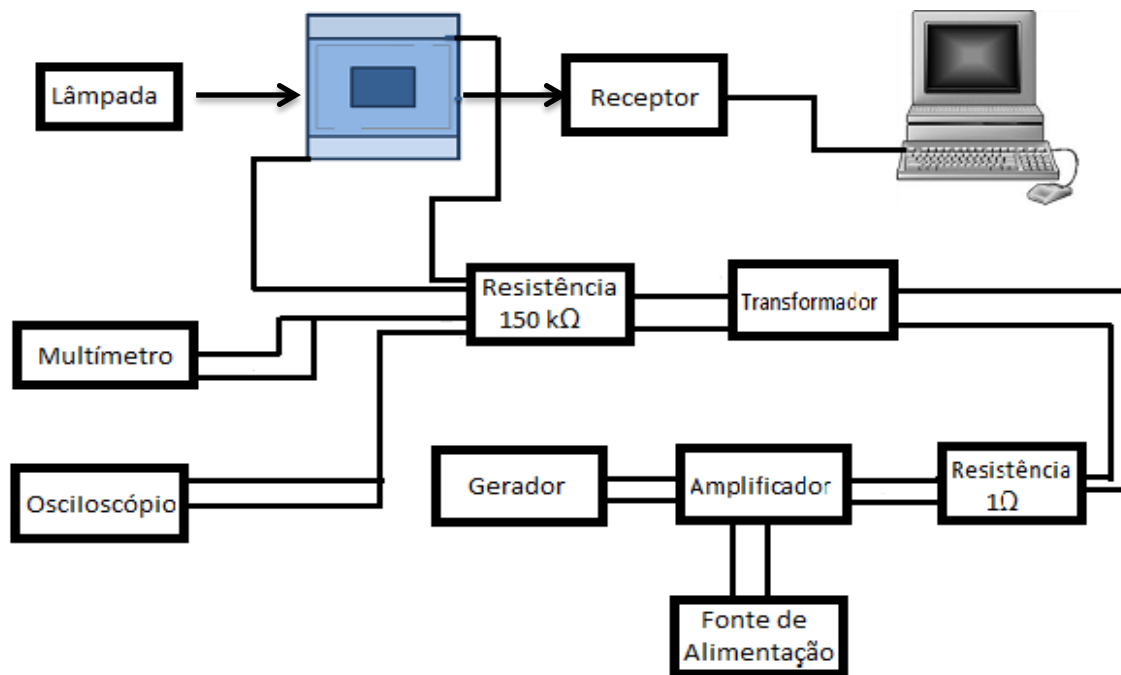 Lâmpada
Receptor
Resistência
150 kΩ
Transformador
Multímetro
Osciloscópio
Gerador
Amplificador
Resistência
1Ω
Fonte de
Alimentação